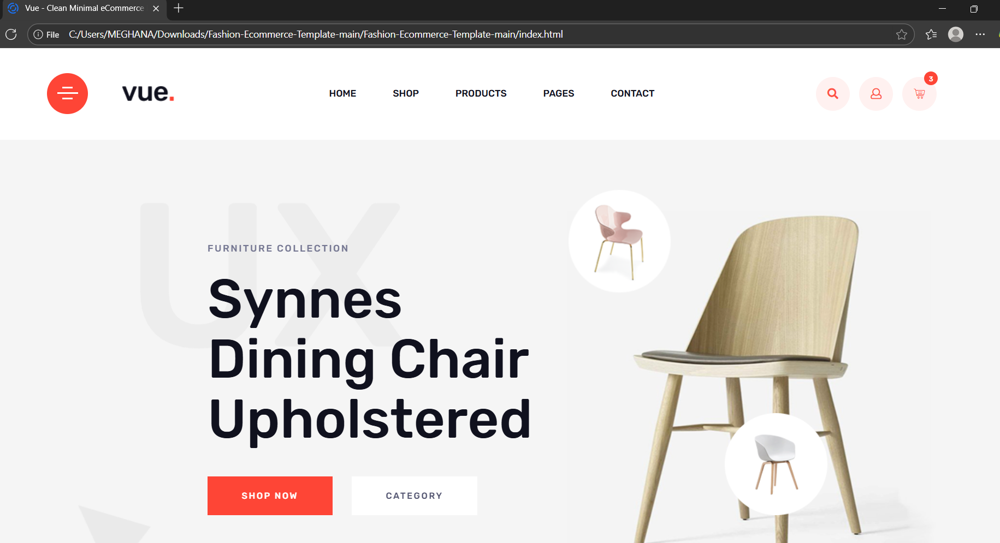 Vue - Clean Minimal eCommerce
File C:/Users/MEGHANA/Downloads/Fashion-Ecommerce-Template-main/Fashion-Ecommerce-Template-main/index.html
vue.
HOME SHOP PRODUCTS PAGES CONTACT
3
UX
FURNITURE COLLECTION
Synnes
Dining Chair
Upholstered
SHOP NOW CATEGORY